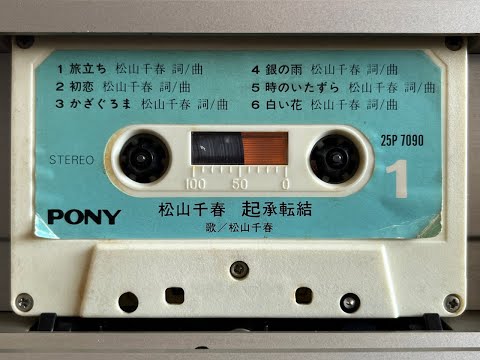 1 旅立ち 松山千春 詞/曲
2 初恋 松山千春 詞/曲
3 かざぐるま 松山千春 詞/曲
4 銀の雨 松山千春 詞/曲
5 時のいたずら 松山千春 詞/曲
6 白い花 松山千春 詞/曲
STEREO
25P 7090
1
100 50 0
PONY
松山千春 起承転結
歌/松山千春